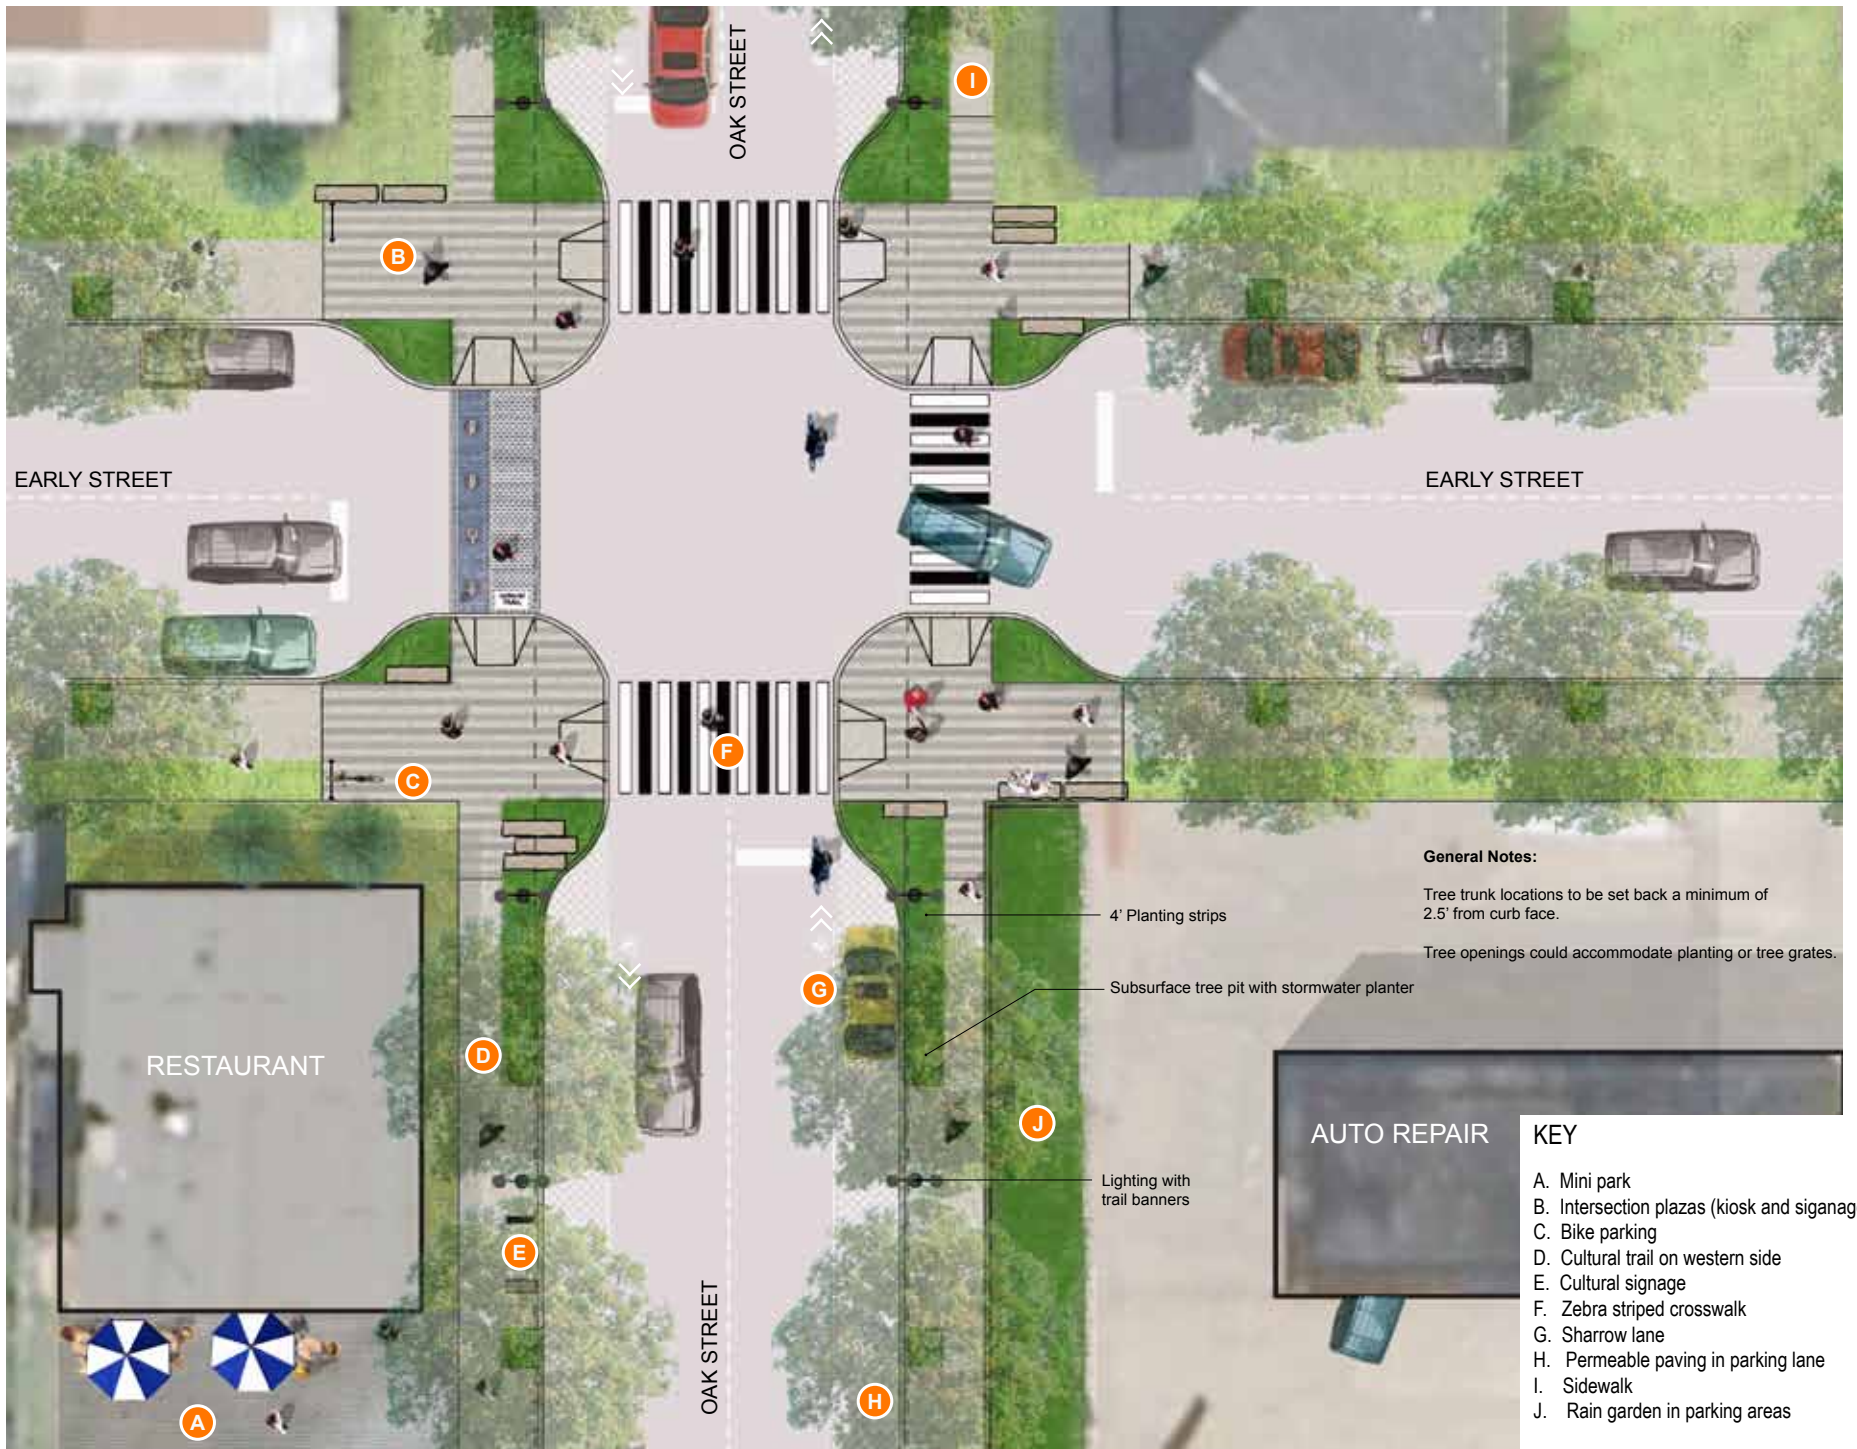 OAK STREET
I
B
EARLY STREET
EARLY STREET
F
C
General Notes:
Tree trunk locations to be set back a minimum of
2.5' from curb face.
Tree openings could accommodate planting or tree grates.
4' Planting strips
Subsurface tree pit with stormwater planter
G
D
RESTAURANT
J
AUTO REPAIR
Lighting with
trail banners
E
OAK STREET
H
A
KEY
A. Mini park
B. Intersection plazas (kiosk and siganag
C. Bike parking
D. Cultural trail on western side
E. Cultural signage
F. Zebra striped crosswalk
G. Sharrow lane
H. Permeable paving in parking lane
I. Sidewalk
J. Rain garden in parking areas